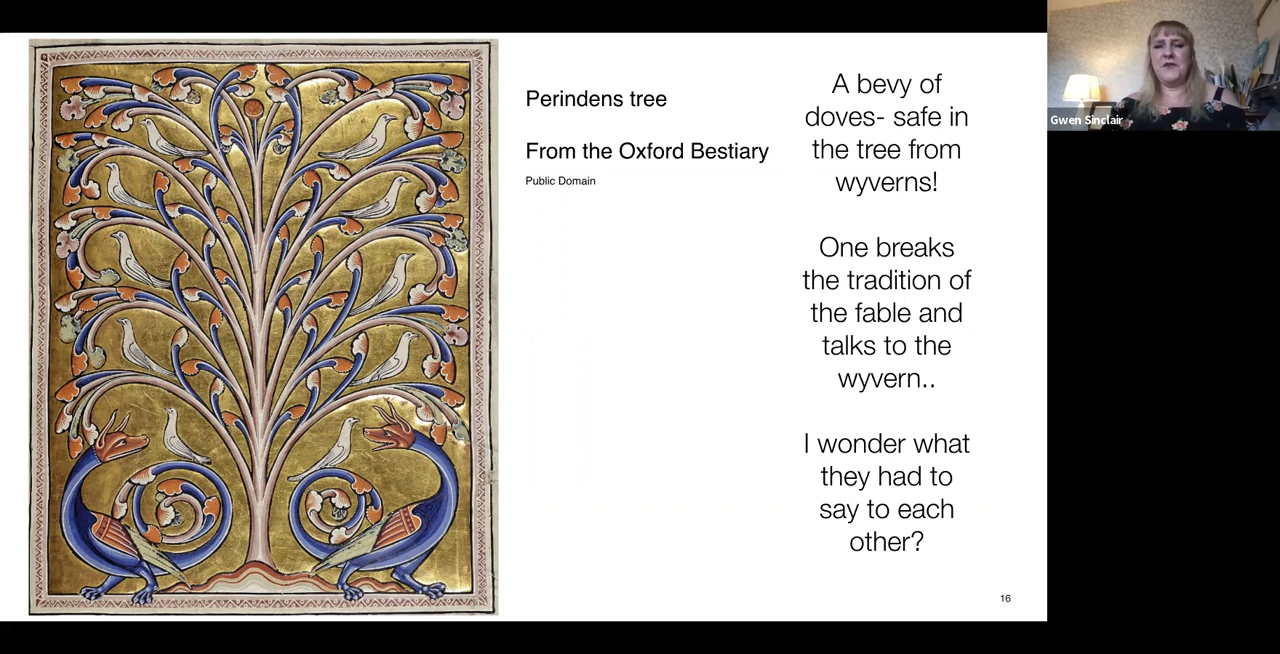 Perindens tree
From the Oxford Bestiary
Public Domain
A bevy of
doves- safe in
the tree from
wyverns!
One breaks
the tradition of
the fable and
talks to the
wyvern..
I wonder what
they had to
say to each
other?
16
Gwen Sinclair